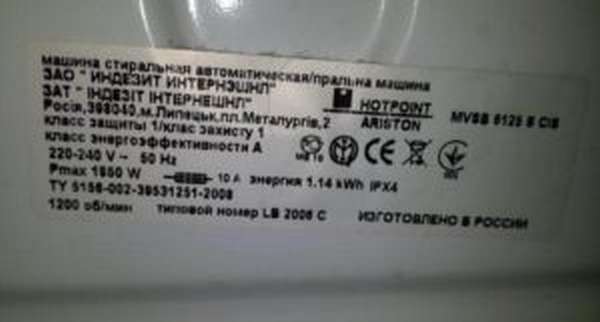 машина стиральная автоматическая/пральна машина
ЗАО "ИНДЕЗИТ ИНТЕРНЭШНЛ"
ЗАТ "ІНДЕЗІТ ІНТЕРНЕШНЛ"
Росія,398040,м.Липецьк,пл.Металургів,2
HOTPOINT
ARISTON
MVSB 6125 S CIS
класс защиты 1/клас захисту 1
класс энергоэффективности А
220-240 V ~ 50 Hz
Pmax 1850 W 10 A энергия 1.14 kWh IPX4
ТУ 5156-002-39531251-2008
1200 об/мин типовой номер LB 2006 C ИЗГОТОВЛЕНО В РОССИИ